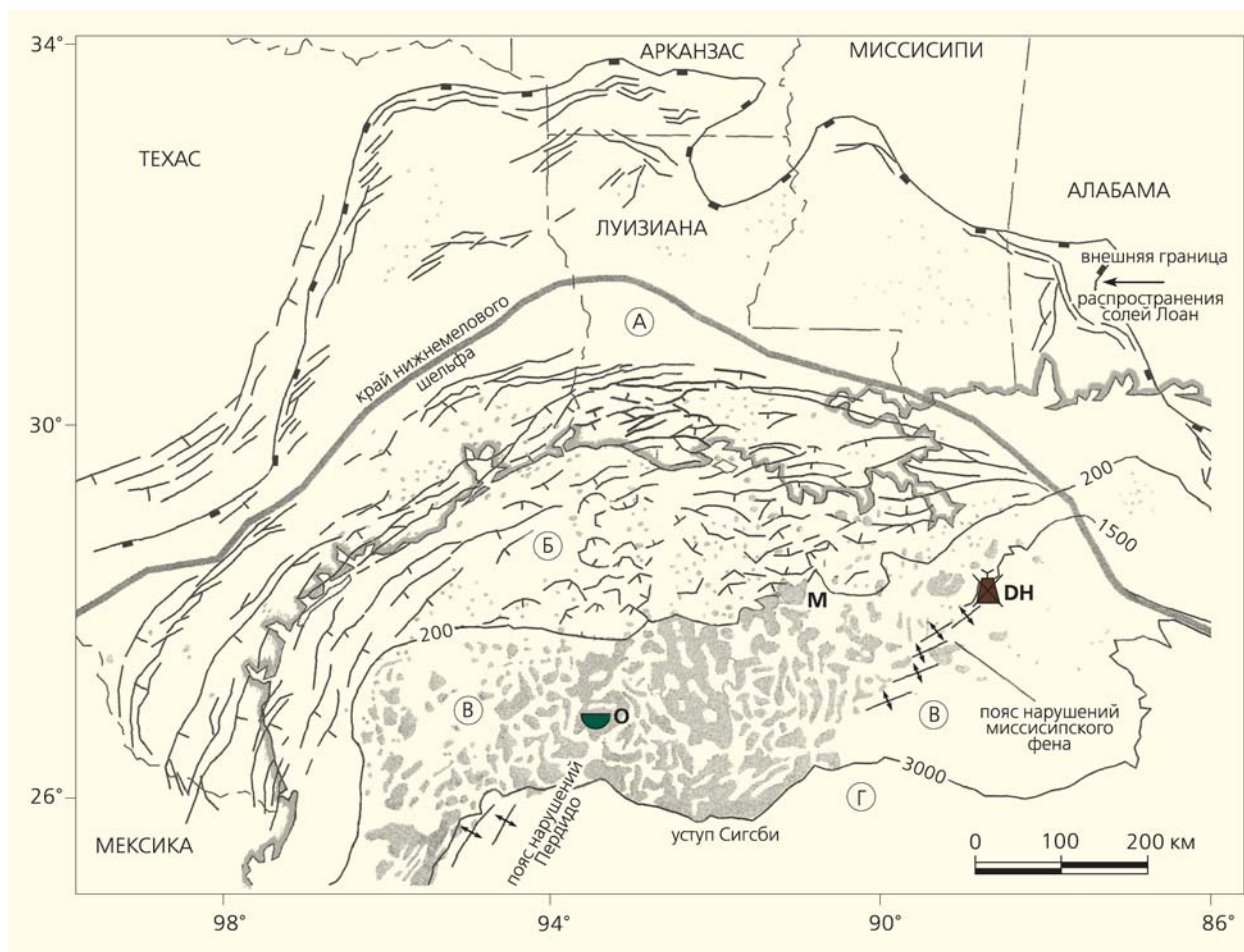 34°
АРКАНЗАС
МИССИСИПИ
ТЕХАС
АЛАБАМА
ЛУИЗИАНА
внешняя граница
распространения
солей Лоан
А
край нижнемелового
шельфа
30°
200
1500
Б
М
DH
200
В
О
В
пояс нарушений
миссисипского
фена
3000
26°
Г
пояс нарушений
Пердидо
уступ Сигсби
МЕКСИКА
0 100 200 км
98° 94° 90° 86°